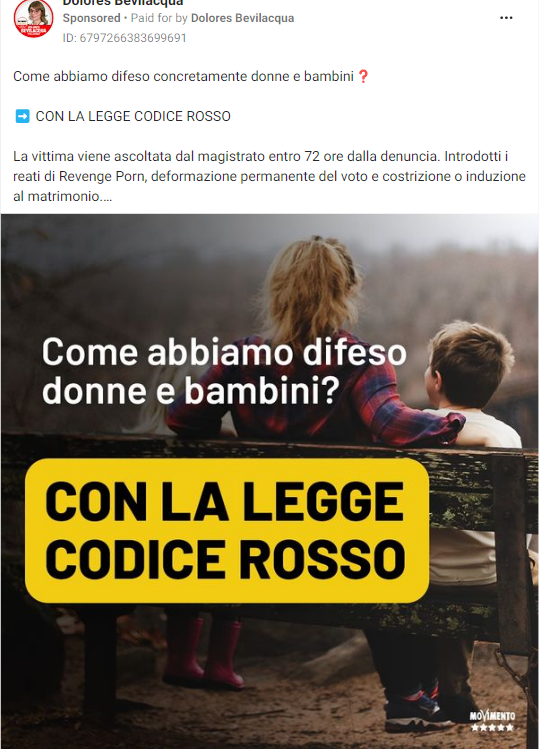 Dolores Bevilacqua
Sponsored • Paid for by Dolores Bevilacqua
ID: 6797266383699691
Come abbiamo difeso concretamente donne e bambini ❓
➡️ CON LA LEGGE CODICE ROSSO
La vittima viene ascoltata dal magistrato entro 72 ore dalla denuncia. Introdotti i
reati di Revenge Porn, deformazione permanente del voto e costrizione o induzione
al matrimonio....
Come abbiamo difeso
donne e bambini?
CON LA LEGGE
CODICE ROSSO
MOVIMENTO